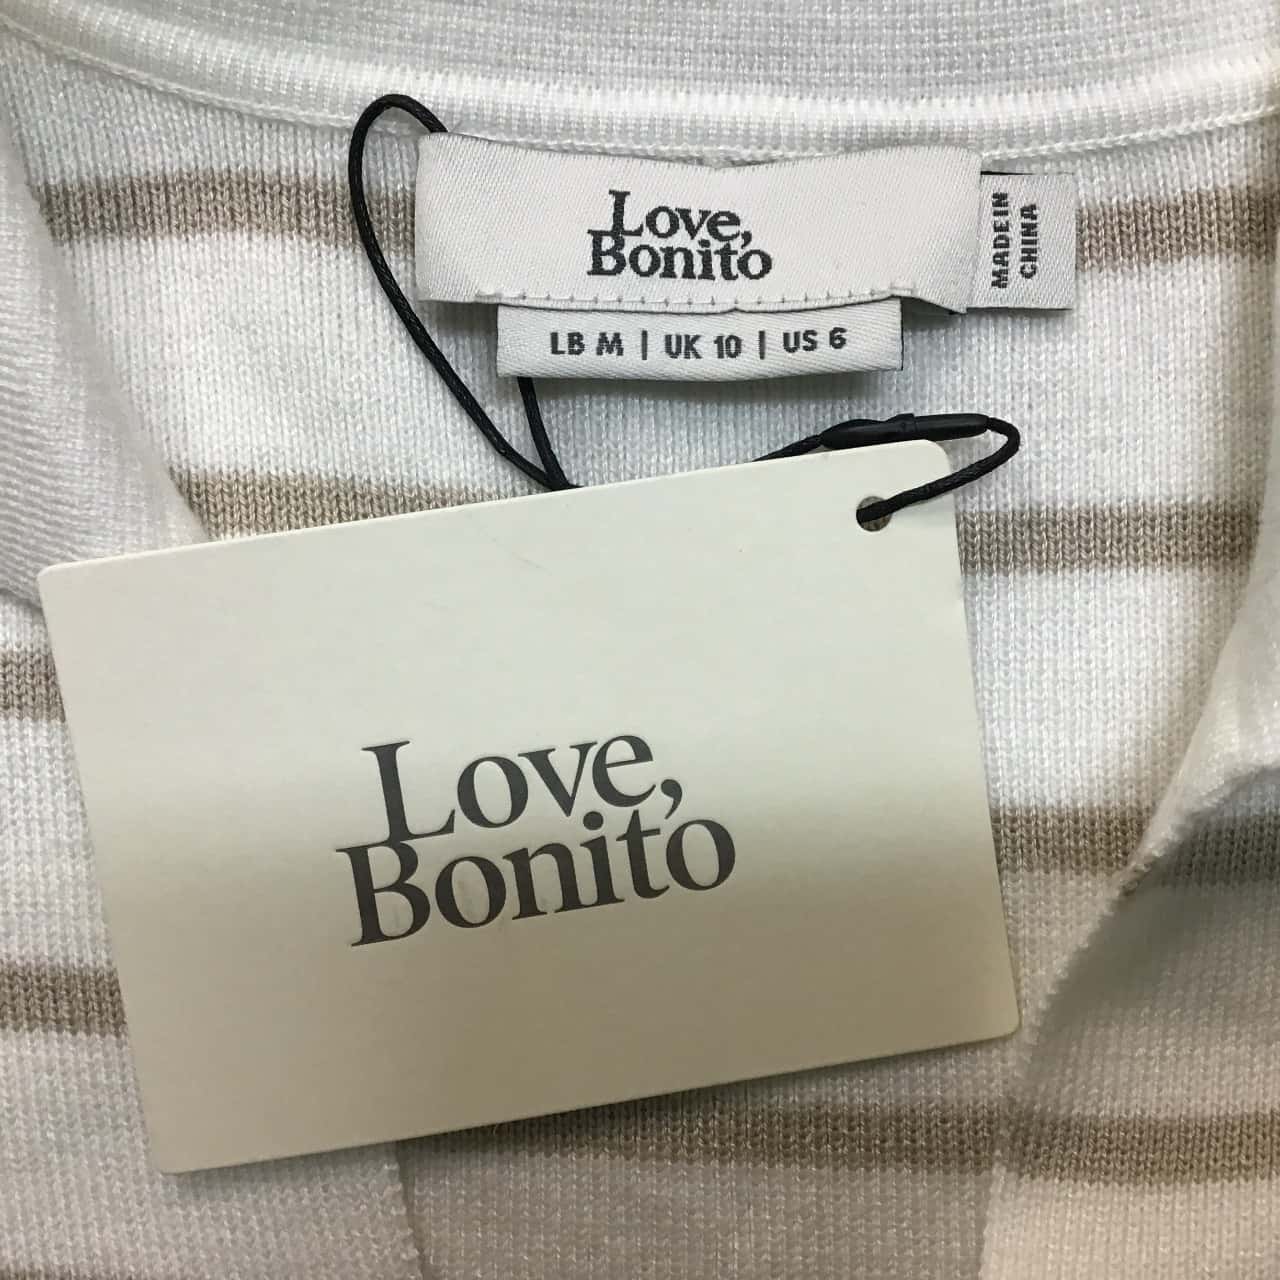 Love,
Bonito
MADE IN
CHINA
LB M | UK 10 | US 6
Love,
Bonito